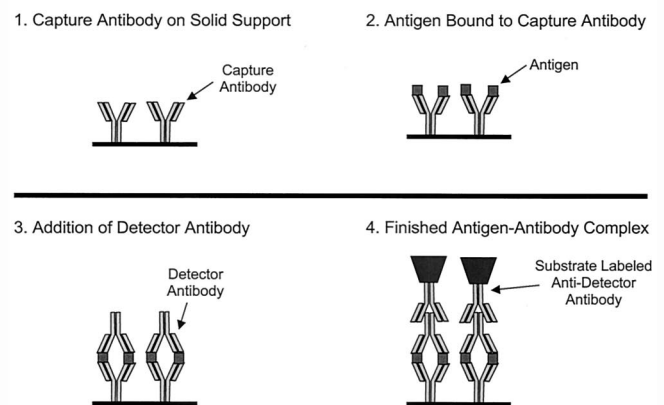 1. Capture Antibody on Solid Support
Capture
Antibody
2. Antigen Bound to Capture Antibody
Antigen
3. Addition of Detector Antibody
Detector
Antibody
4. Finished Antigen-Antibody Complex
Substrate Labeled
Anti-Detector
Antibody